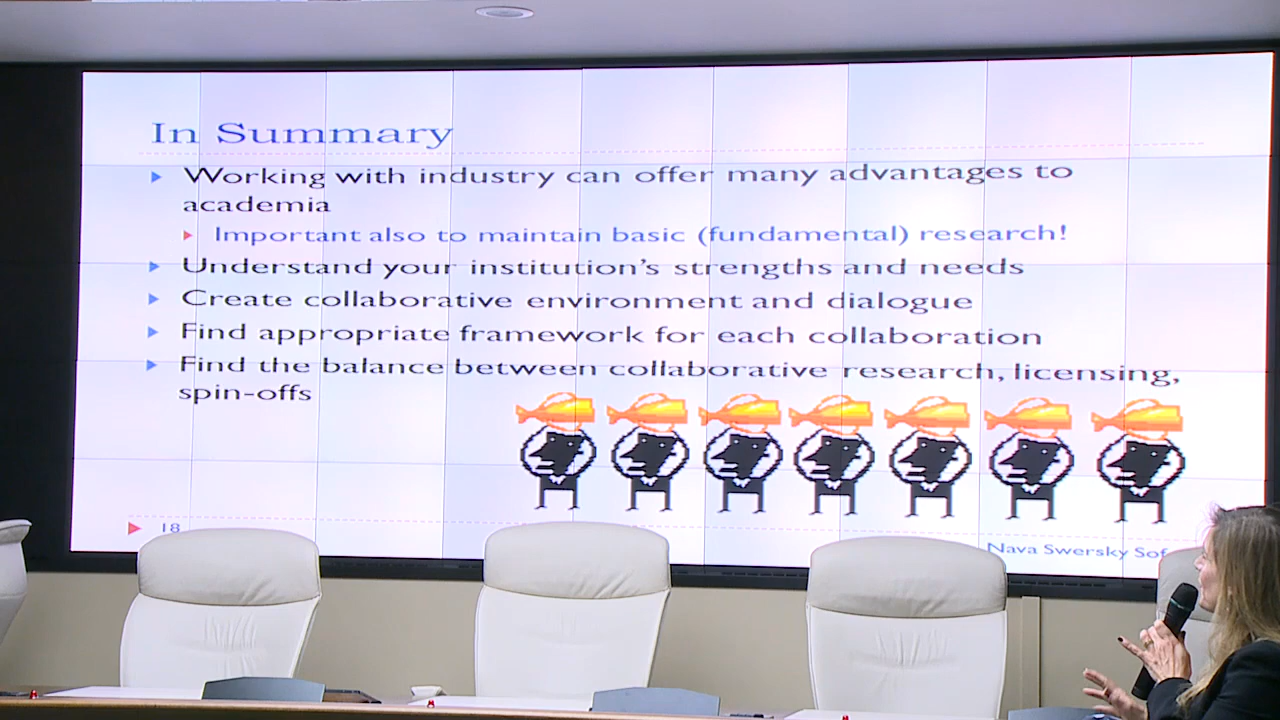 In Summary
Working with industry can offer many advantages to
academia
Important also to maintain basic (fundamental) research!
Understand your institution's strengths and needs
Create collaborative environment and dialogue
Find appropriate framework for each collaboration
Find the balance between collaborative research, licensing,
spin-offs
18
Nava Swersky